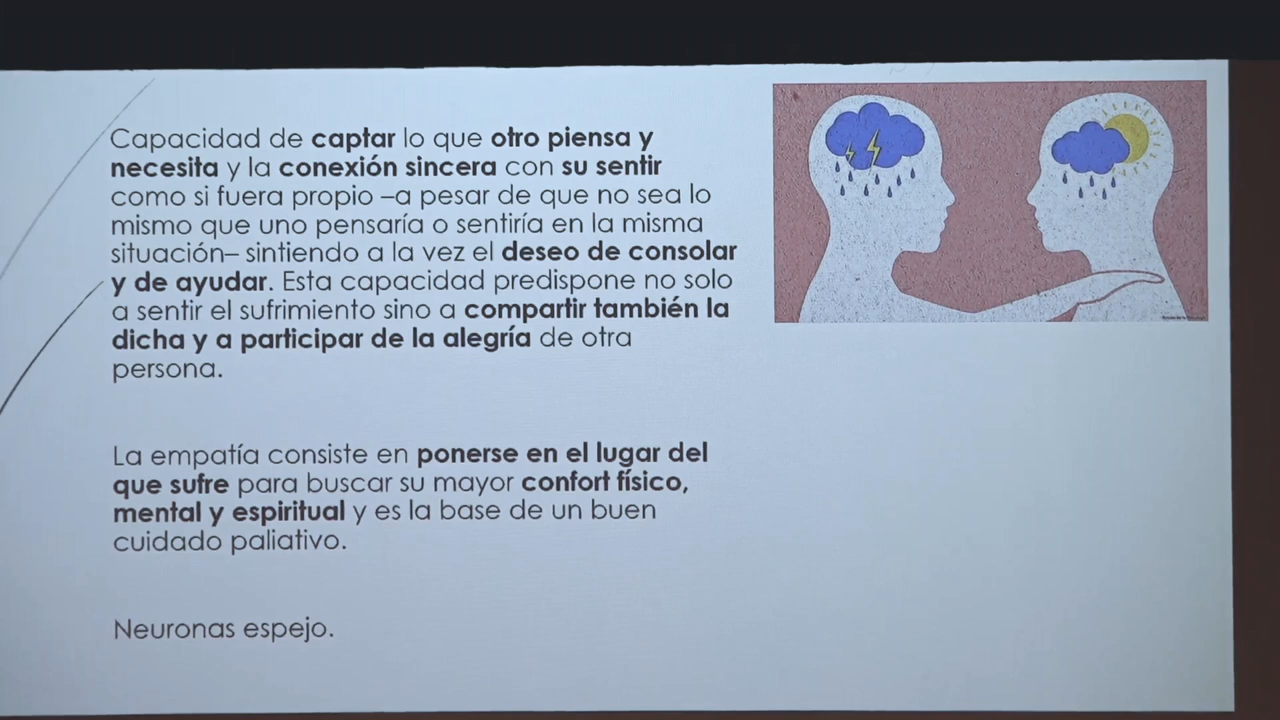 Capacidad de captar lo que otro piensa y
necesita y la conexión sincera con su sentir
como si fuera propio –a pesar de que no sea lo
mismo que uno pensaría o sentiría en la misma
situación– sintiendo a la vez el deseo de consolar
y de ayudar. Esta capacidad predispone no solo
a sentir el sufrimiento sino a compartir también la
dicha y a participar de la alegría de otra
persona.
La empatía consiste en ponerse en el lugar del
que sufre para buscar su mayor confort físico,
mental y espiritual y es la base de un buen
cuidado paliativo.
Neuronas espejo.